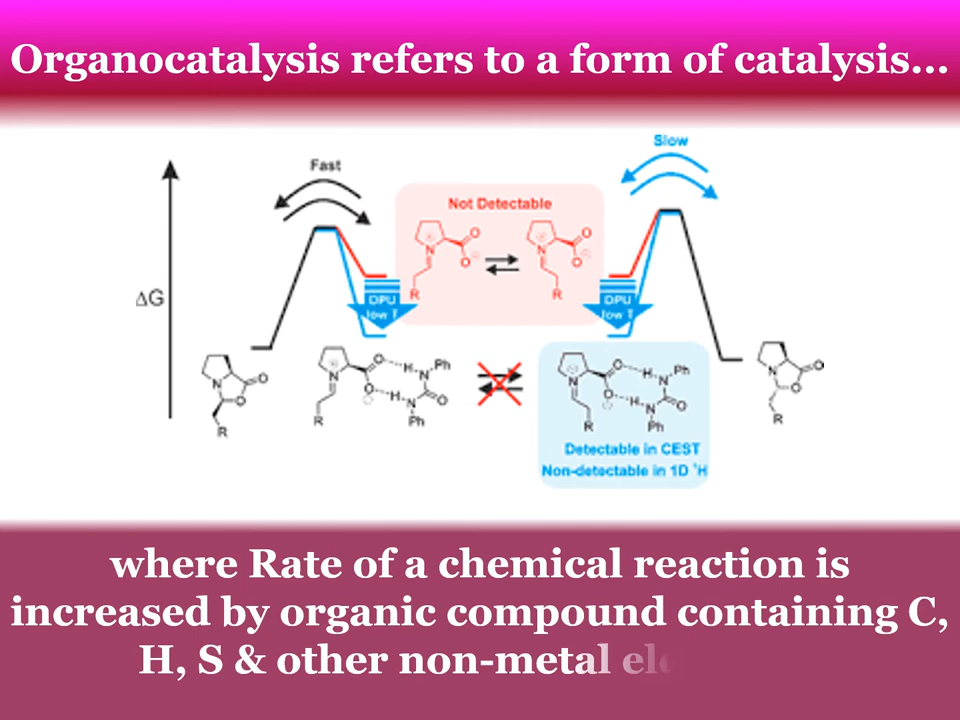 Organocatalysis refers to a form of catalysis...
Fast
Slow
Not Detectable
ΔG
N
O
O
R
N
O
O
R
DPU
low T
DPU
low T
N
O
O
R
N
O
O
H
N
Ph
O
H
N
Ph
R
N
O
O
H
N
Ph
O
H
N
Ph
R
N
O
O
R
Detectable in CEST
Non-detectable in 1D ¹H
where Rate of a chemical reaction is
increased by organic compound containing C,
H, S & other non-metal